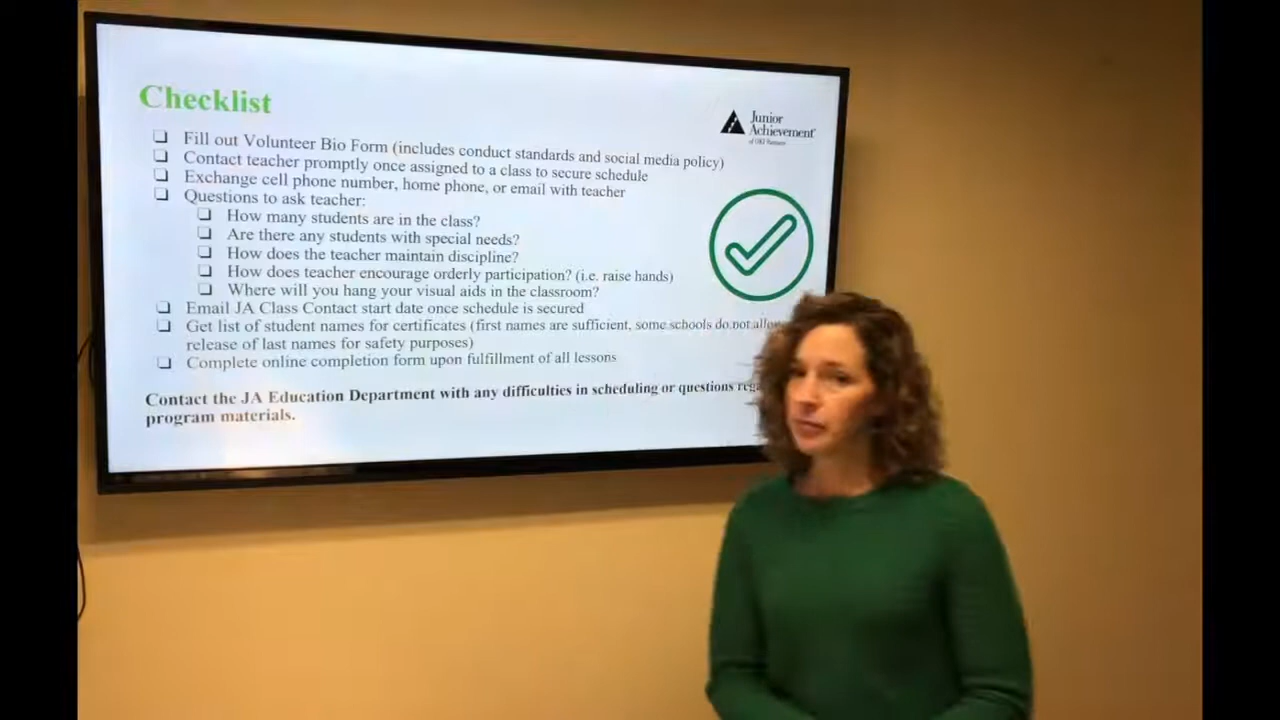 Checklist
Junior
Achievement
❏ Fill out Volunteer Bio Form (includes conduct standards and social media policy)
❏ Contact teacher promptly once assigned to a class to secure schedule
❏ Exchange cell phone number, home phone, or email with teacher
❏ Questions to ask teacher:
❏ How many students are in the class?
❏ Are there any students with special needs?
❏ How does the teacher maintain discipline?
❏ How does teacher encourage orderly participation? (i.e. raise hands)
❏ Where will you hang your visual aids in the classroom?
❏ Email JA Class Contact start date once schedule is secured
❏ Get list of student names for certificates (first names are sufficient, some schools do not allow
release of last names for safety purposes)
❏ Complete online completion form upon fulfillment of all lessons
Contact the JA Education Department with any difficulties in scheduling or questions
program materials.